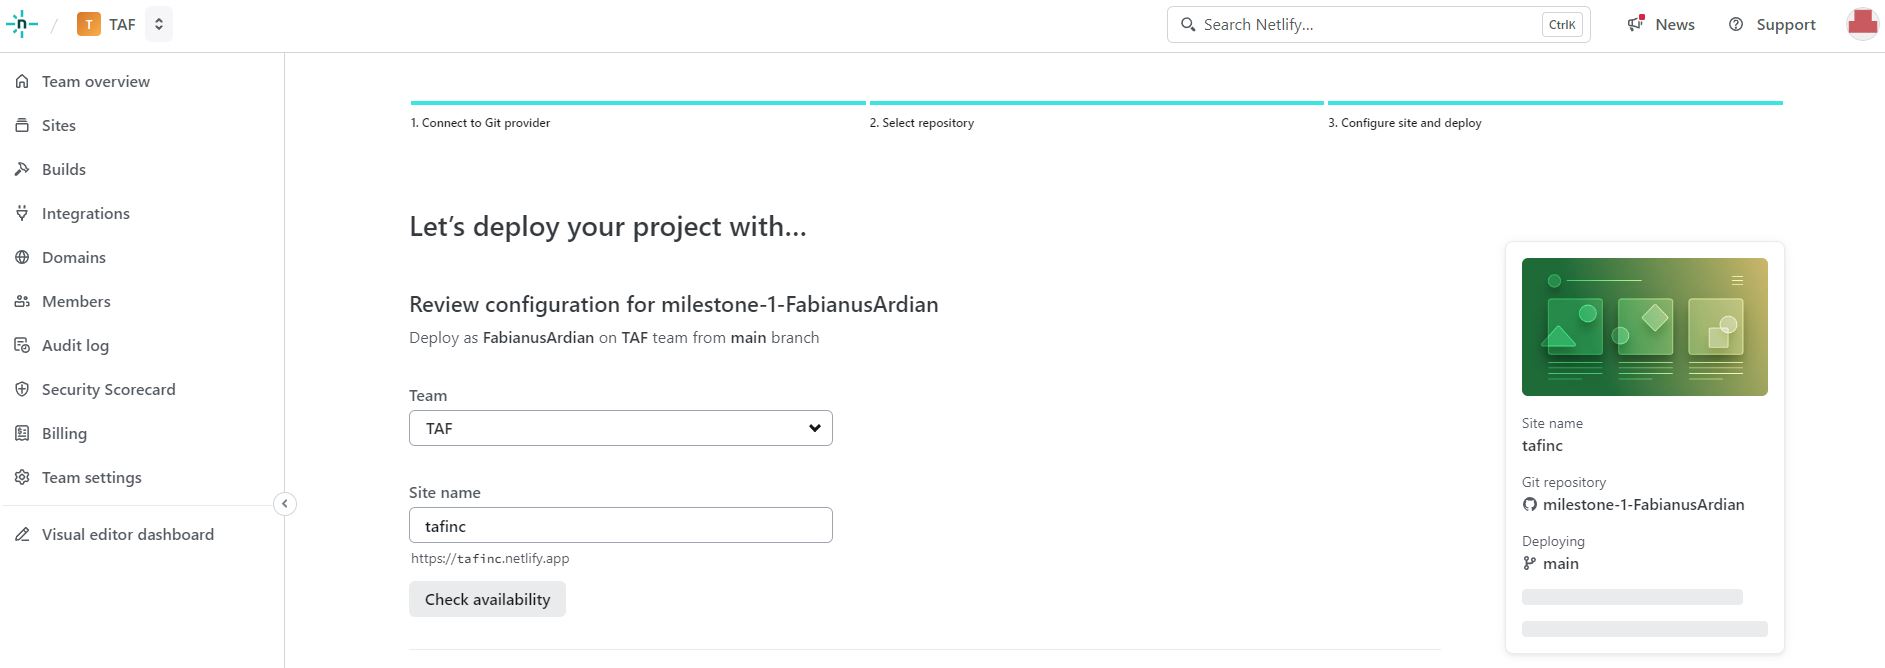 n / T TAF
Search Netlify... CtrlK
News
Support
Team overview
Sites
Builds
Integrations
Domains
Members
Audit log
Security Scorecard
Billing
Team settings
Visual editor dashboard
1. Connect to Git provider
2. Select repository
3. Configure site and deploy
Let’s deploy your project with…
Review configuration for milestone-1-FabianusArdian
Deploy as FabianusArdian on TAF team from main branch
Team
TAF
Site name
tafinc
https://tafinc.netlify.app
Check availability
Site name
tafinc
Git repository
milestone-1-FabianusArdian
Deploying
main